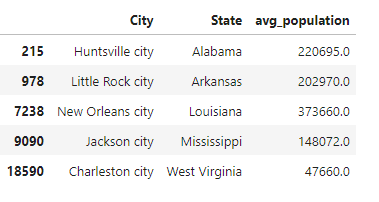 City State avg_population
215 Huntsville city Alabama 220695.0
978 Little Rock city Arkansas 202970.0
7238 New Orleans city Louisiana 373660.0
9090 Jackson city Mississippi 148072.0
18590 Charleston city West Virginia 47660.0